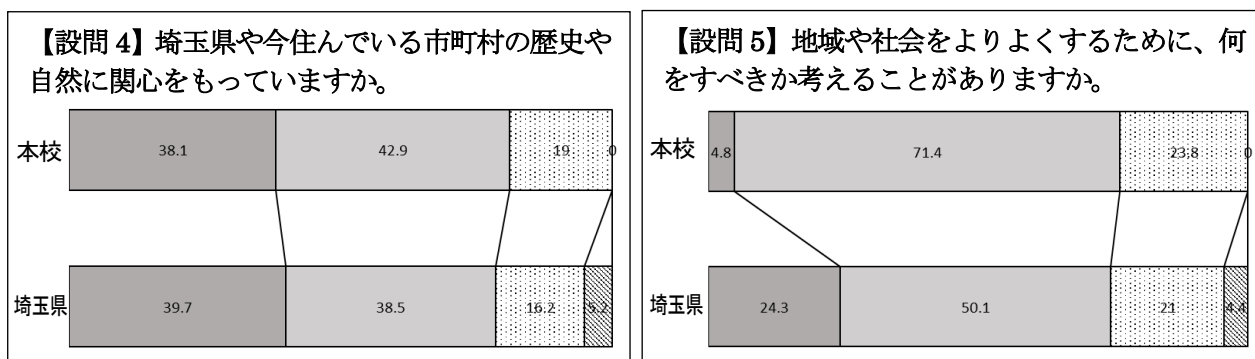 【設問4】埼玉県や今住んでいる市町村の歴史や
自然に関心をもっていますか。
本校 38.1 42.9 19 0
埼玉県 39.7 38.5 16.2 5.2
【設問5】地域や社会をよりよくするために、何
をすべきか考えることがありますか。
本校 4.8 71.4 23.8 0
埼玉県 24.3 50.1 21 4.4